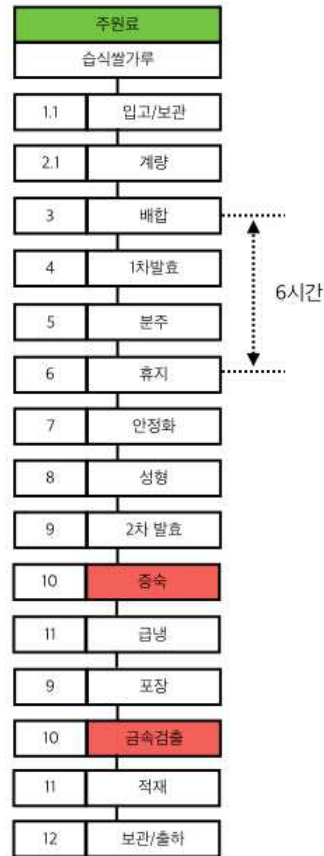 주원료
습식쌀가루
1.1 입고/보관
2.1 계량
3 배합
4 1차발효
5 분주
6시간
6 휴지
7 안정화
8 성형
9 2차 발효
10 증숙
11 급냉
9 포장
10 금속검출
11 적재
12 보관/출하